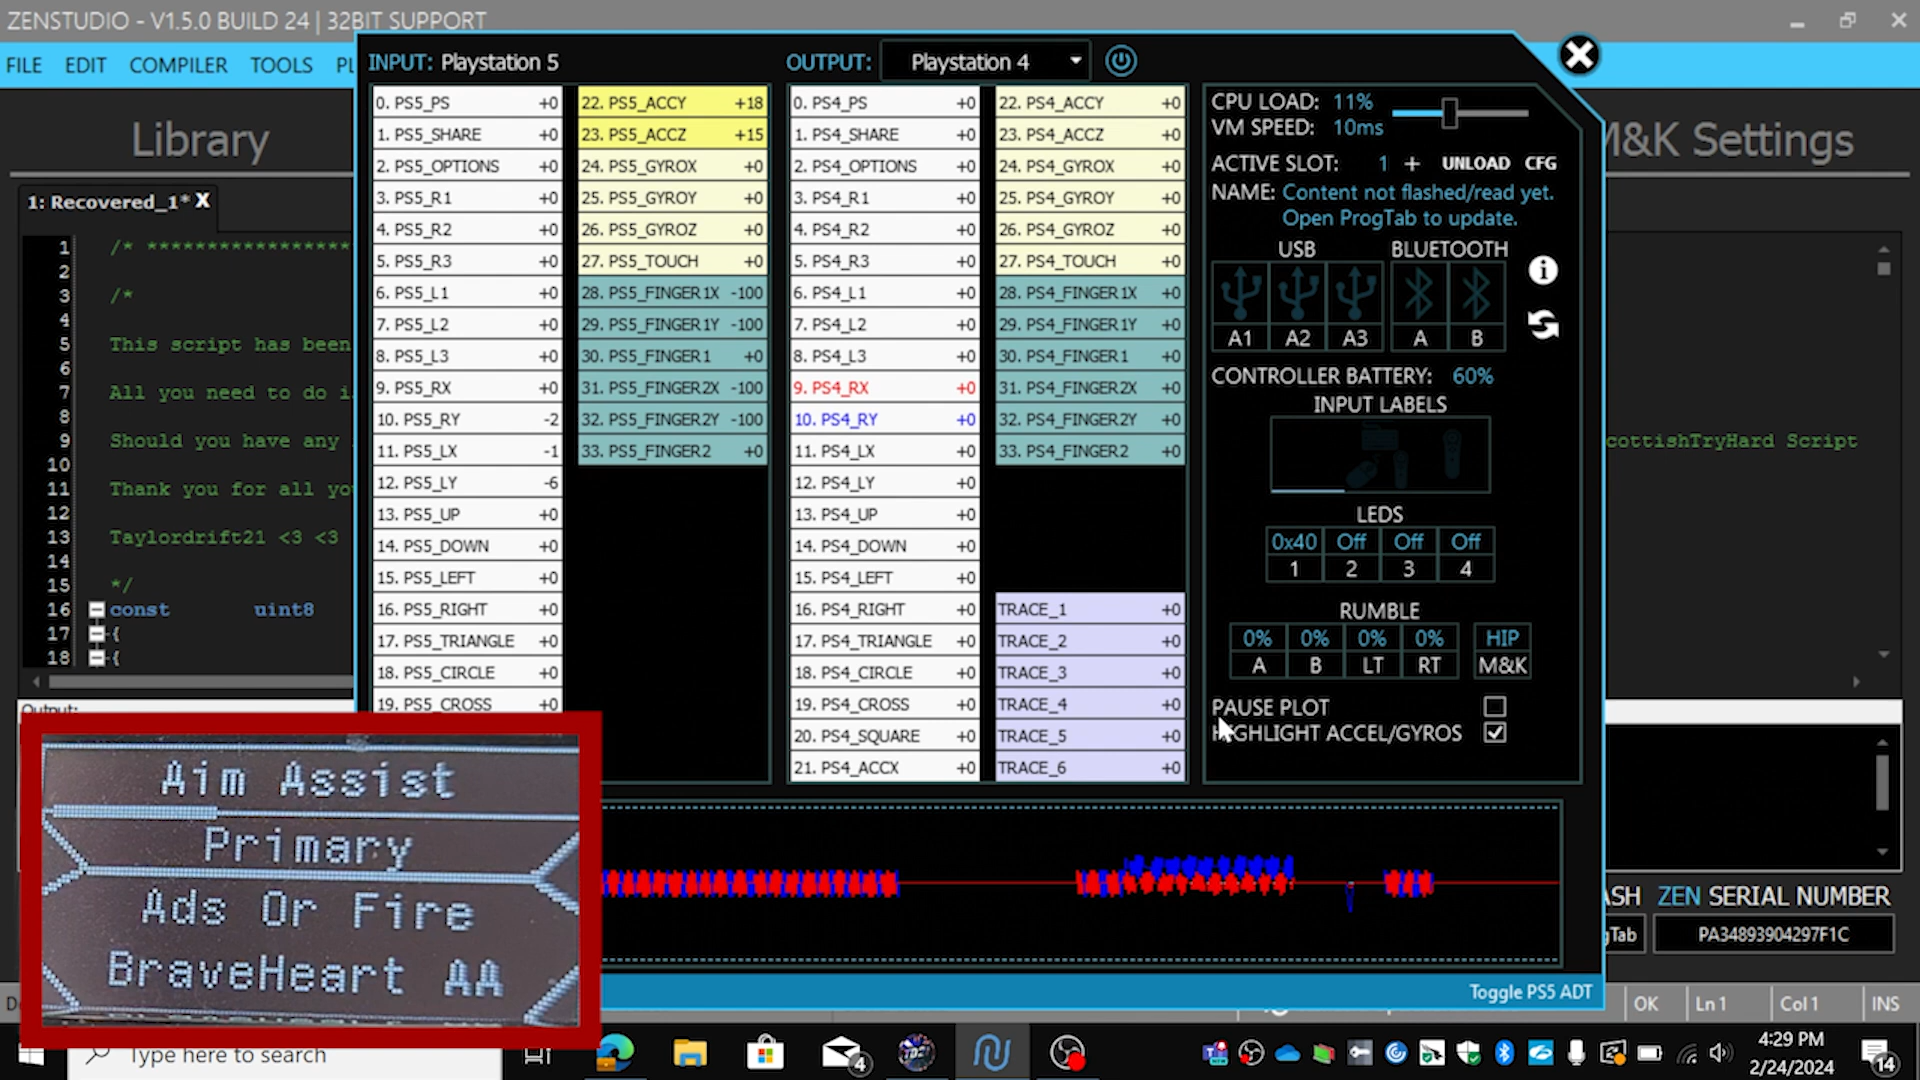 ZENSTUDIO - V1.5.0 BUILD 24 | 32BIT SUPPORT
FILE EDIT COMPILER TOOLS
Library
M&K Settings
1: Recovered_1* X
1 /* *****************
2
3 /*
4
5 This script has been
6
7 All you need to do i
8
9 Should you have any
ScottishTryHard Script
10
11 Thank you for all yo
12
13 Taylordrift21 <3 <3
14
15 */
16 const uint8
17 {
18 {
Output:
INPUT: Playstation 5
0. PS5_PS +0
1. PS5_SHARE +0
2. PS5_OPTIONS +0
3. PS5_R1 +0
4. PS5_R2 +0
5. PS5_R3 +0
6. PS5_L1 +0
7. PS5_L2 +0
8. PS5_L3 +0
9. PS5_RX +0
10. PS5_RY -2
11. PS5_LX -1
12. PS5_LY -6
13. PS5_UP +0
14. PS5_DOWN +0
15. PS5_LEFT +0
16. PS5_RIGHT +0
17. PS5_TRIANGLE +0
18. PS5_CIRCLE +0
19. PS5_CROSS +0
22. PS5_ACCY +18
23. PS5_ACCZ +15
24. PS5_GYROX +0
25. PS5_GYROY +0
26. PS5_GYROZ +0
27. PS5_TOUCH +0
28. PS5_FINGER1X -100
29. PS5_FINGER1Y -100
30. PS5_FINGER1 +0
31. PS5_FINGER2X -100
32. PS5_FINGER2Y -100
33. PS5_FINGER2 +0
OUTPUT: Playstation 4
0. PS4_PS +0
1. PS4_SHARE +0
2. PS4_OPTIONS +0
3. PS4_R1 +0
4. PS4_R2 +0
5. PS4_R3 +0
6. PS4_L1 +0
7. PS4_L2 +0
8. PS4_L3 +0
9. PS4_RX +0
10. PS4_RY +0
11. PS4_LX +0
12. PS4_LY +0
13. PS4_UP +0
14. PS4_DOWN +0
15. PS4_LEFT +0
16. PS4_RIGHT +0
17. PS4_TRIANGLE +0
18. PS4_CIRCLE +0
19. PS4_CROSS +0
20. PS4_SQUARE +0
21. PS4_ACCX +0
22. PS4_ACCY +0
23. PS4_ACCZ +0
24. PS4_GYROX +0
25. PS4_GYROY +0
26. PS4_GYROZ +0
27. PS4_TOUCH +0
28. PS4_FINGER1X +0
29. PS4_FINGER1Y +0
30. PS4_FINGER1 +0
31. PS4_FINGER2X +0
32. PS4_FINGER2Y +0
33. PS4_FINGER2 +0
TRACE_1 +0
TRACE_2 +0
TRACE_3 +0
TRACE_4 +0
TRACE_5 +0
TRACE_6 +0
CPU LOAD: 11%
VM SPEED: 10ms
ACTIVE SLOT: 1 + UNLOAD CFG
NAME: Content not flashed/read yet.
Open ProgTab to update.
USB BLUETOOTH
A1 A2 A3 A B
CONTROLLER BATTERY: 60%
INPUT LABELS
LEDS
0x40 Off Off Off
1 2 3 4
RUMBLE
0% 0% 0% 0% HIP
A B LT RT M&K
PAUSE PLOT
HIGHLIGHT ACCEL/GYROS
Toggle PS5 ADT
ZEN SERIAL NUMBER
PA34893904297F1C
OK Ln 1 Col 1 INS
Aim Assist
Primary
Ads Or Fire
BraveHeart AA
Type here to search
4
4:29 PM
2/24/2024
14